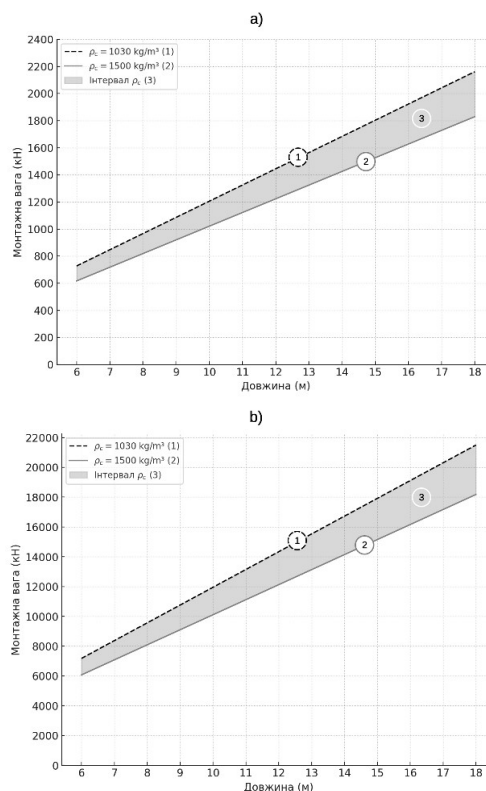 a)
2400
2200
2000
1800
1600
1400
1200
1000
800
600
400
200
0
Монтажна вага (кН)
ρc = 1030 kg/m³ (1)
ρc = 1500 kg/m³ (2)
Інтервал ρc (3)
1
2
3
6 7 8 9 10 11 12 13 14 15 16 17 18
Довжина (м)
b)
22000
20000
18000
16000
14000
12000
10000
8000
6000
4000
2000
0
Монтажна вага (кН)
ρc = 1030 kg/m³ (1)
ρc = 1500 kg/m³ (2)
Інтервал ρc (3)
1
2
3
6 7 8 9 10 11 12 13 14 15 16 17 18
Довжина (м)